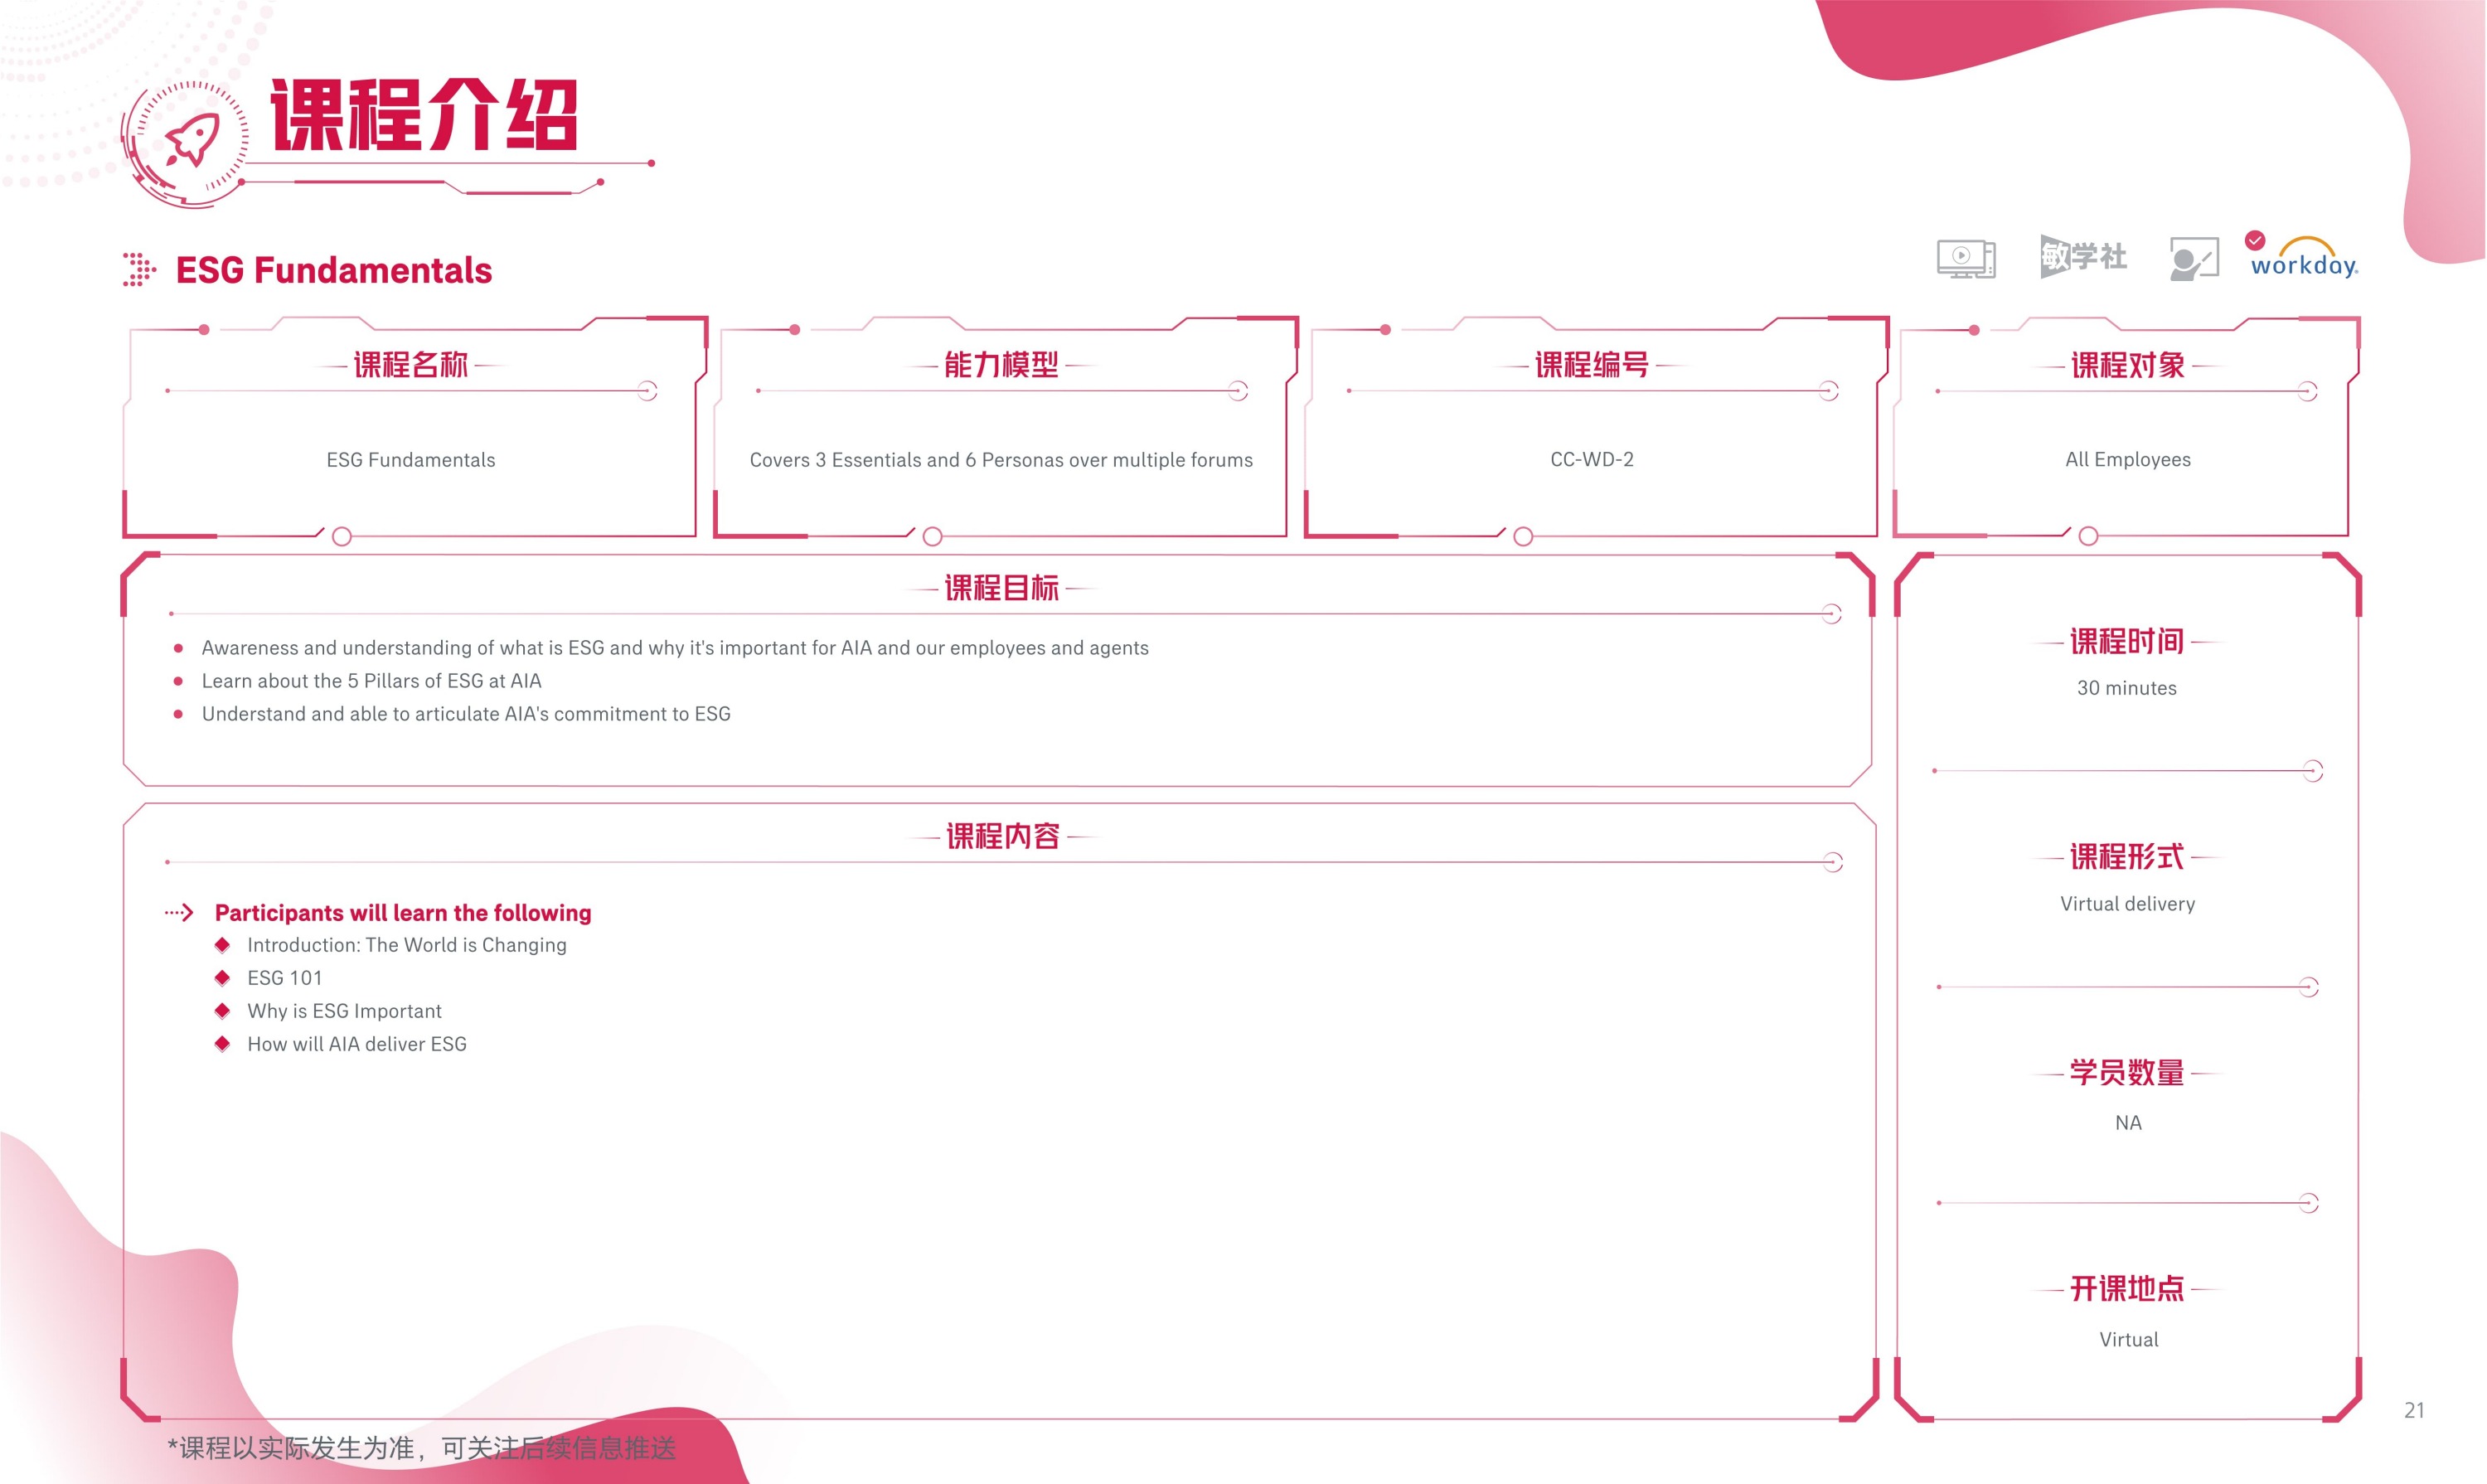 课程介绍
ESG Fundamentals
敏学社
workday.
课程名称
ESG Fundamentals
能力模型
Covers 3 Essentials and 6 Personas over multiple forums
课程编号
CC-WD-2
课程对象
All Employees
课程目标
Awareness and understanding of what is ESG and why it's important for AIA and our employees and agents
Learn about the 5 Pillars of ESG at AIA
Understand and able to articulate AIA's commitment to ESG
课程内容
Participants will learn the following
Introduction: The World is Changing
ESG 101
Why is ESG Important
How will AIA deliver ESG
课程时间
30 minutes
课程形式
Virtual delivery
学员数量
NA
开课地点
Virtual
*课程以实际发生为准，可关注后续信息推送
21